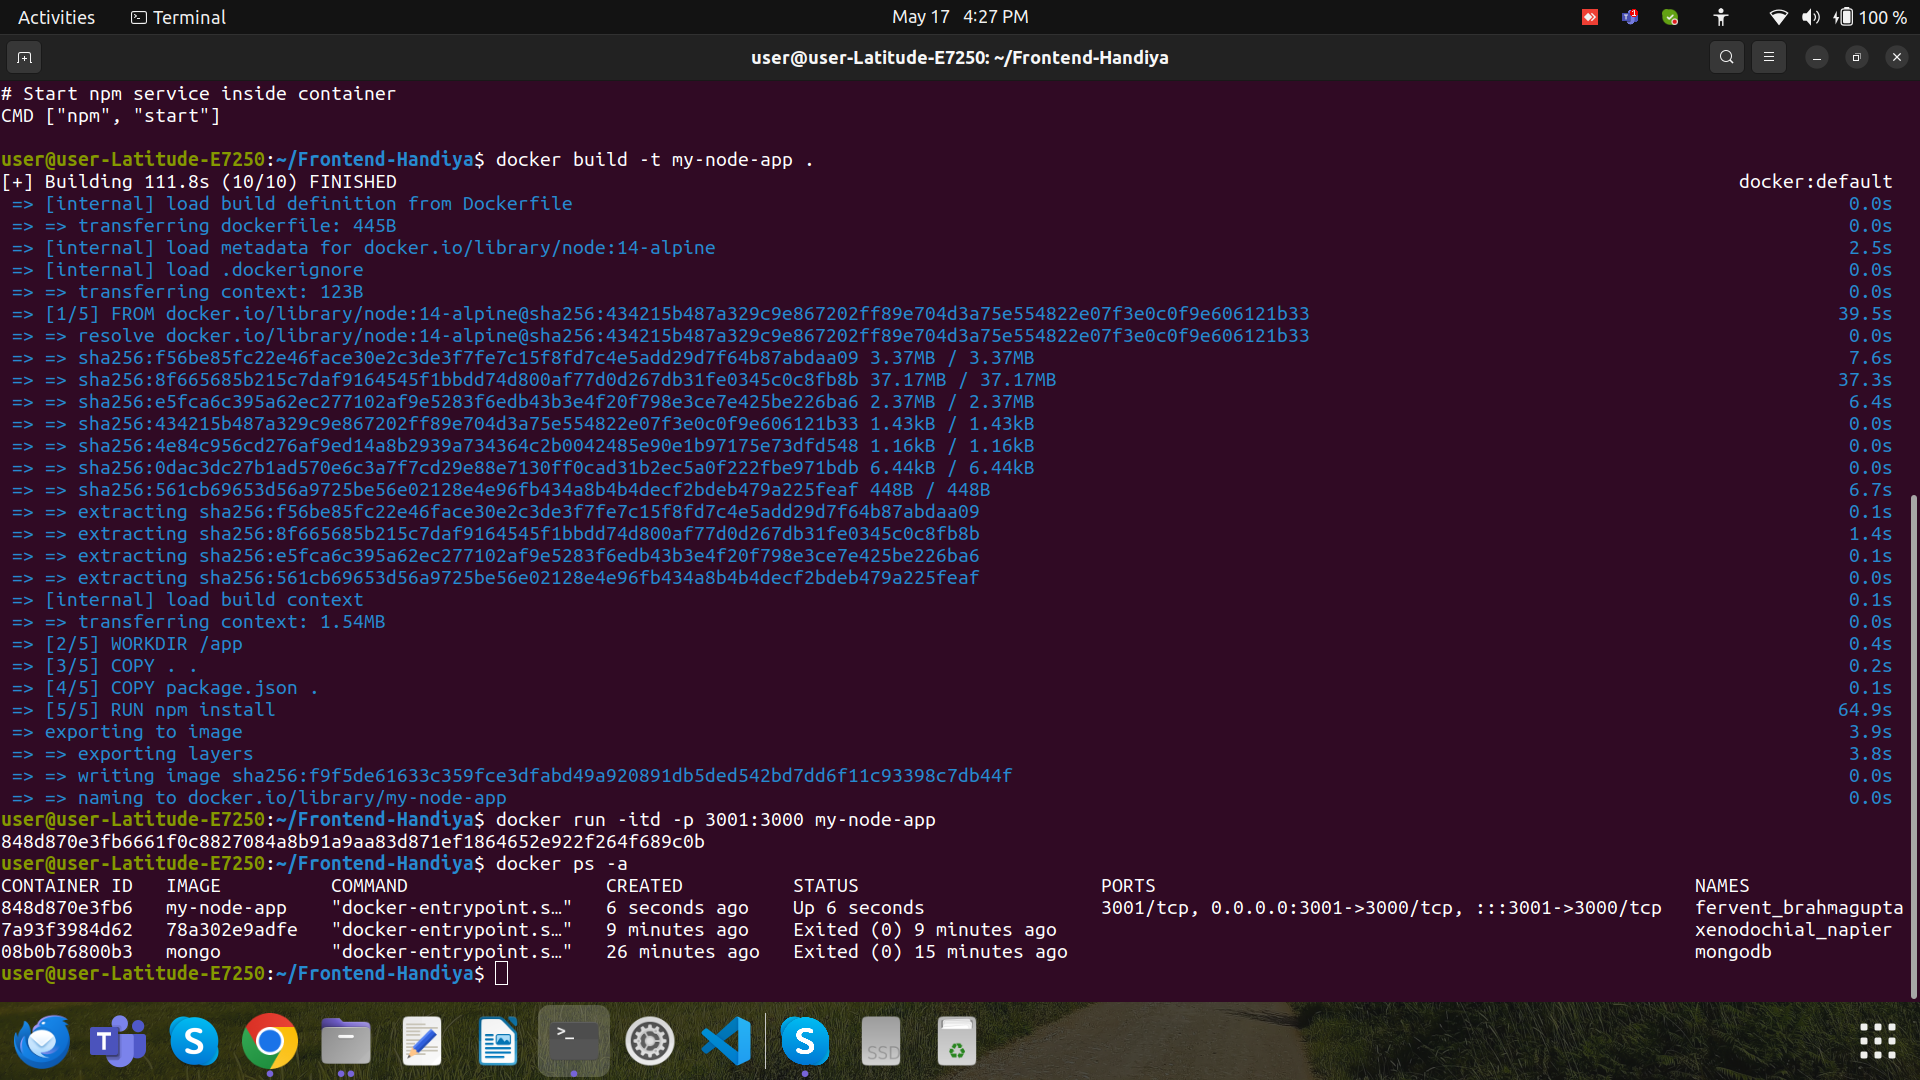 Activities
Terminal
May 17 4:27 PM
1
100 %
user@user-Latitude-E7250: ~/Frontend-Handiya
# Start npm service inside container
CMD ["npm", "start"]
user@user-Latitude-E7250:~/Frontend-Handiya$ docker build -t my-node-app .
[+] Building 111.8s (10/10) FINISHED docker:default
=> [internal] load build definition from Dockerfile 0.0s
=> => transferring dockerfile: 445B 0.0s
=> [internal] load metadata for docker.io/library/node:14-alpine 2.5s
=> [internal] load .dockerignore 0.0s
=> => transferring context: 123B 0.0s
=> [1/5] FROM docker.io/library/node:14-alpine@sha256:434215b487a329c9e867202ff89e704d3a75e554822e07f3e0c0f9e606121b33 39.5s
=> => resolve docker.io/library/node:14-alpine@sha256:434215b487a329c9e867202ff89e704d3a75e554822e07f3e0c0f9e606121b33 0.0s
=> => sha256:f56be85fc22e46face30e2c3de3f7fe7c15f8fd7c4e5add29d7f64b87abdaa09 3.37MB / 3.37MB 7.6s
=> => sha256:8f665685b215c7daf9164545f1bbdd74d800af77d0d267db31fe0345c0c8fb8b 37.17MB / 37.17MB 37.3s
=> => sha256:e5fca6c395a62ec277102af9e5283f6edb43b3e4f20f798e3ce7e425be226ba6 2.37MB / 2.37MB 6.4s
=> => sha256:434215b487a329c9e867202ff89e704d3a75e554822e07f3e0c0f9e606121b33 1.43kB / 1.43kB 0.0s
=> => sha256:4e84c956cd276af9ed14a8b2939a734364c2b0042485e90e1b97175e73dfd548 1.16kB / 1.16kB 0.0s
=> => sha256:0dac3dc27b1ad570e6c3a7f7cd29e88e7130ff0cad31b2ec5a0f222fbe971bdb 6.44kB / 6.44kB 0.0s
=> => sha256:561cb69653d56a9725be56e02128e4e96fb434a8b4b4decf2bdeb479a225feaf 448B / 448B 6.7s
=> => extracting sha256:f56be85fc22e46face30e2c3de3f7fe7c15f8fd7c4e5add29d7f64b87abdaa09 0.1s
=> => extracting sha256:8f665685b215c7daf9164545f1bbdd74d800af77d0d267db31fe0345c0c8fb8b 1.4s
=> => extracting sha256:e5fca6c395a62ec277102af9e5283f6edb43b3e4f20f798e3ce7e425be226ba6 0.1s
=> => extracting sha256:561cb69653d56a9725be56e02128e4e96fb434a8b4b4decf2bdeb479a225feaf 0.0s
=> [internal] load build context 0.1s
=> => transferring context: 1.54MB 0.0s
=> [2/5] WORKDIR /app 0.4s
=> [3/5] COPY . . 0.2s
=> [4/5] COPY package.json . 0.1s
=> [5/5] RUN npm install 64.9s
=> exporting to image 3.9s
=> => exporting layers 3.8s
=> => writing image sha256:f9f5de61633c359fce3dfabd49a920891db5ded542bd7dd6f11c93398c7db44f 0.0s
=> => naming to docker.io/library/my-node-app 0.0s
user@user-Latitude-E7250:~/Frontend-Handiya$ docker run -itd -p 3001:3000 my-node-app
848d870e3fb6661f0c8827084a8b91a9aa83d871ef1864652e922f264f689c0b
user@user-Latitude-E7250:~/Frontend-Handiya$ docker ps -a
CONTAINER ID IMAGE COMMAND CREATED STATUS PORTS NAMES
848d870e3fb6 my-node-app "docker-entrypoint.s…" 6 seconds ago Up 6 seconds 3001/tcp, 0.0.0.0:3001->3000/tcp, :::3001->3000/tcp fervent_brahmagupta
7a93f3984d62 78a302e9adfe "docker-entrypoint.s…" 9 minutes ago Exited (0) 9 minutes ago xenodochial_napier
08b0b76800b3 mongo "docker-entrypoint.s…" 26 minutes ago Exited (0) 15 minutes ago mongodb
user@user-Latitude-E7250:~/Frontend-Handiya$
T
S
>_
S
SSD